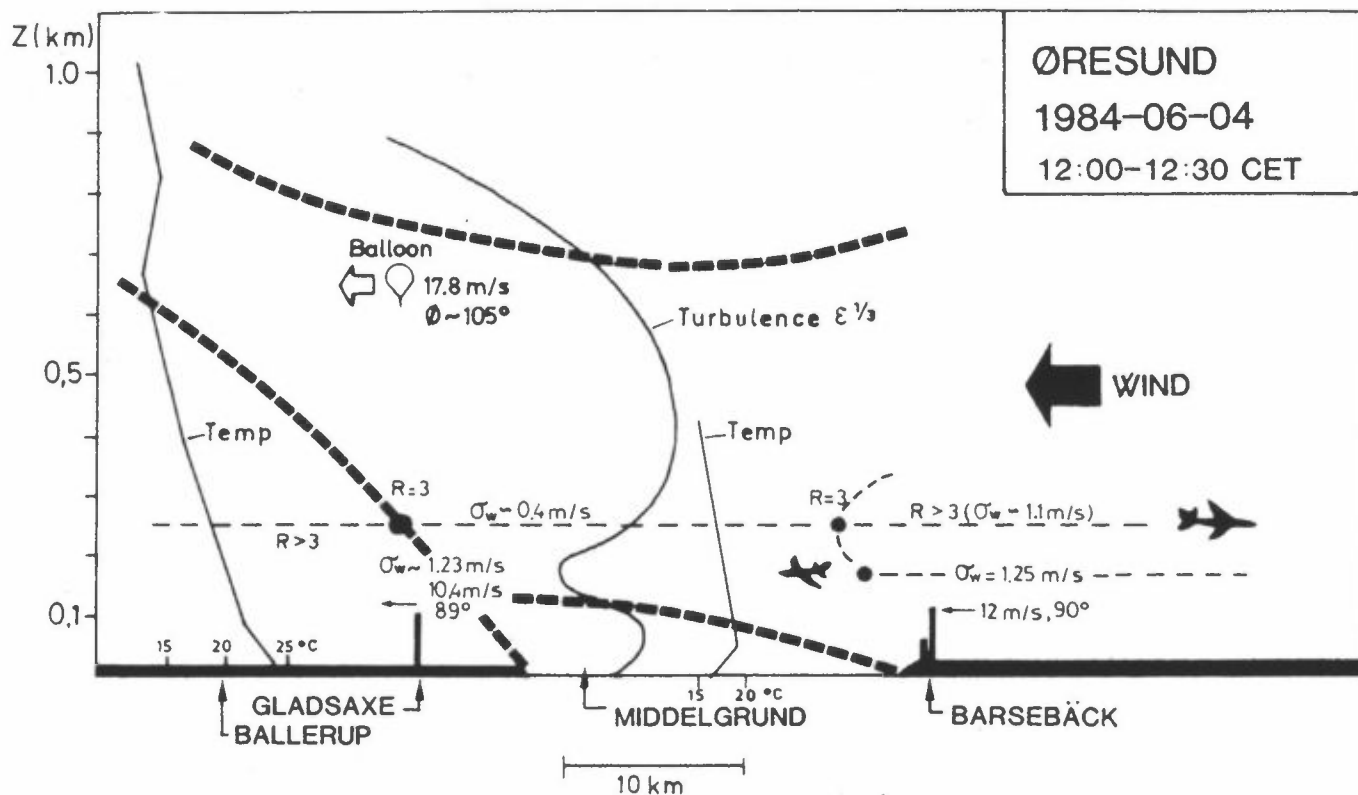 Z(km)
1,0
0,5
0,1
ØRESUND
1984-06-04
12:00-12:30 CET
Balloon
17.8 m/s
Ø~105°
Turbulence ε 1/3
WIND
Temp
Temp
R=3
σw~0.4 m/s
R=3
R>3 (σw~1.1m/s)
R>3
σw~1.23 m/s
10,4m/s
89°
σw=1,25 m/s
12 m/s, 90°
15 20 25 °C
15 20 °C
GLADSAXE
BALLERUP
MIDDELGRUND
BARSEBÄCK
10 km